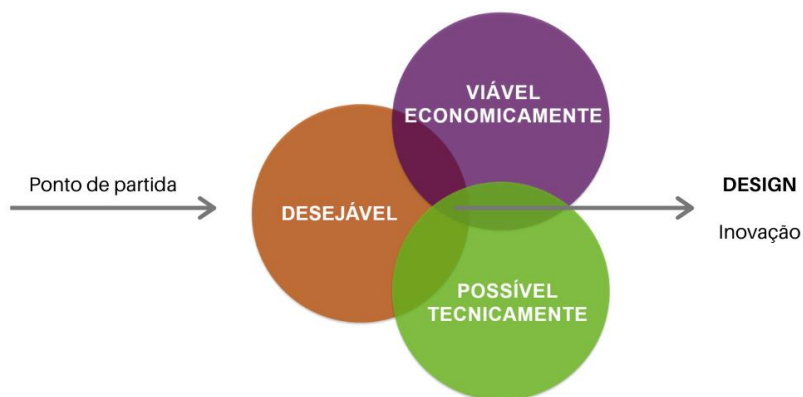 Ponto de partida
DESEJÁVEL
VIÁVEL
ECONOMICAMENTE
POSSÍVEL
TECNICAMENTE
DESIGN
Inovação